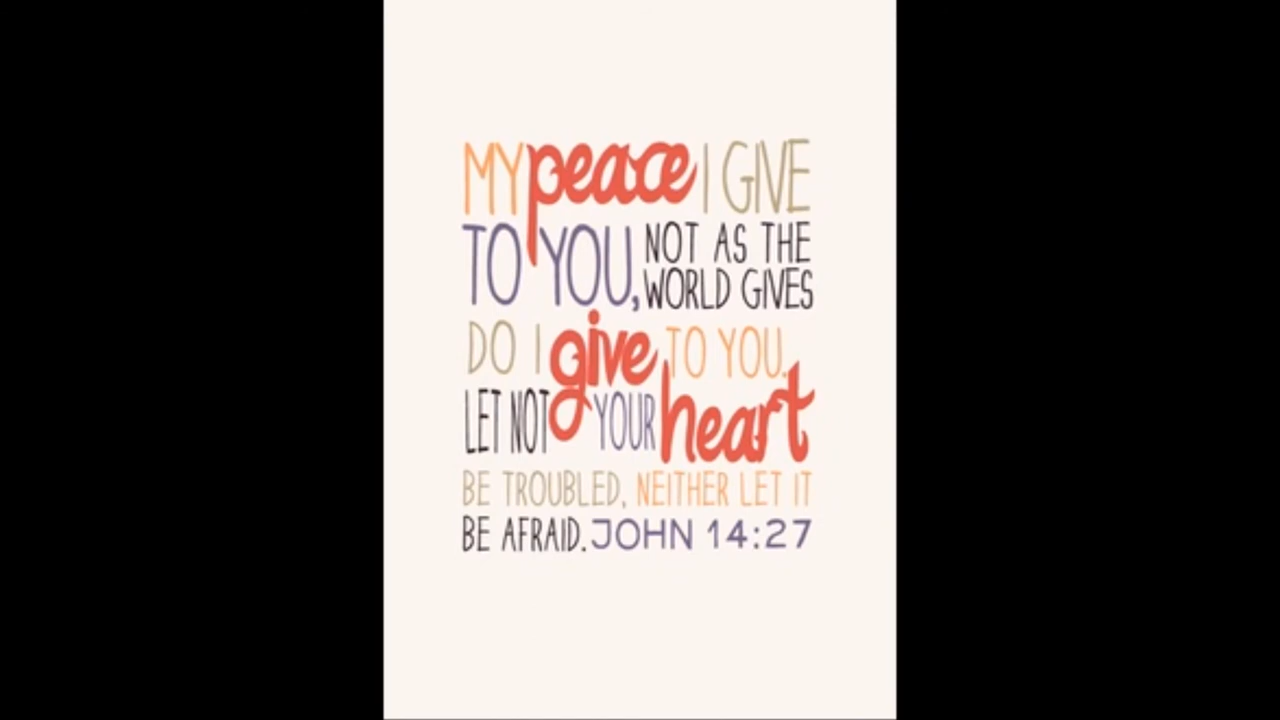 MY peace I GIVE
TO YOU, NOT AS THE
WORLD GIVES
DO I give TO YOU.
LET NOT YOUR heart
BE TROUBLED, NEITHER LET IT
BE AFRAID. JOHN 14:27